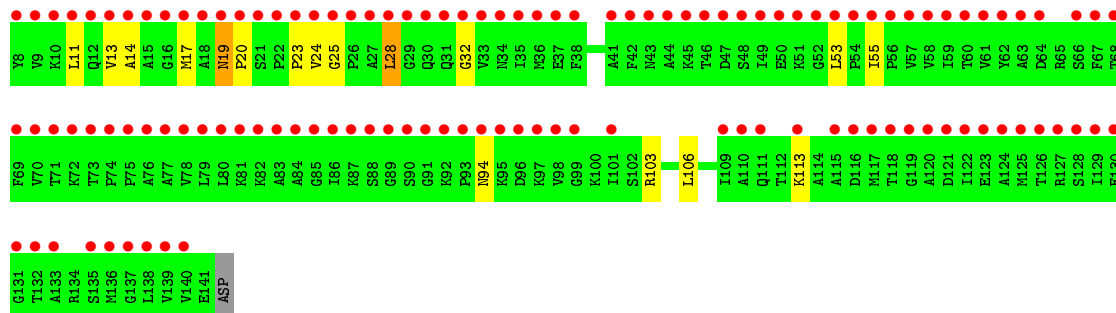 Y8 V9 K10 L11 Q12 V13 A14 A15 G16 M17 A18 N19 P20 S21 P22 P23 V24 G25 P26 A27 L28 G29 Q30 Q31 G32 V33 N34 I35 M36 E37 F38 A41 F42 N43 A44 K45 T46 D47 S48 I49 E50 K51 G52 L53 P54 I55 P56 V57 V58 I59 T60 V61 Y62 A63 D64 R65 S66 F67 T68
F69 V70 T71 K72 T73 P74 P75 A76 A77 V78 L79 L80 K81 K82 A83 A84 G85 I86 K87 S88 G89 S90 G91 K92 P93 N94 K95 D96 K97 V98 G99 K100 I101 S102 R103 L106 I109 A110 Q111 T112 K113 A114 A115 D116 M117 T118 G119 A120 D121 I122 E123 A124 M125 T126 R127 S128 I129 E130
G131 T132 A133 R134 S135 M136 G137 L138 V139 V140 E141 ASP